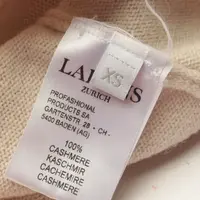 XS
ZURICH
PROFASHIONAL
PRODUCTS SA
GARTENSTR. 28 - CH -
5400 BADEN (AG)
100%
CASHMERE
KASCHMIR
CACHEMIRE
CASHMERE